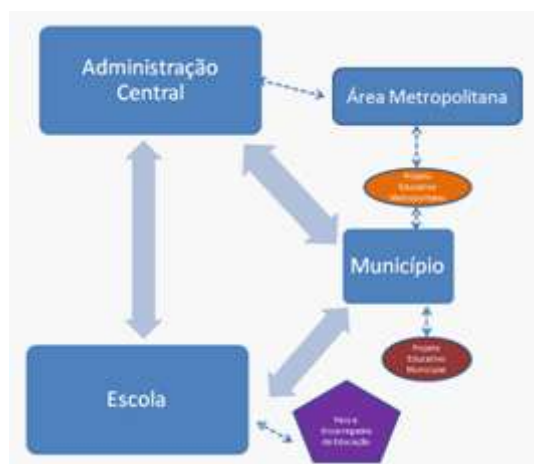 Administração
Central
Área Metropolitana
Projeto
Educativo
Metropolitano
Município
Projeto
Educativo
Municipal
Escola
Pais e
Encarregados
de Educação